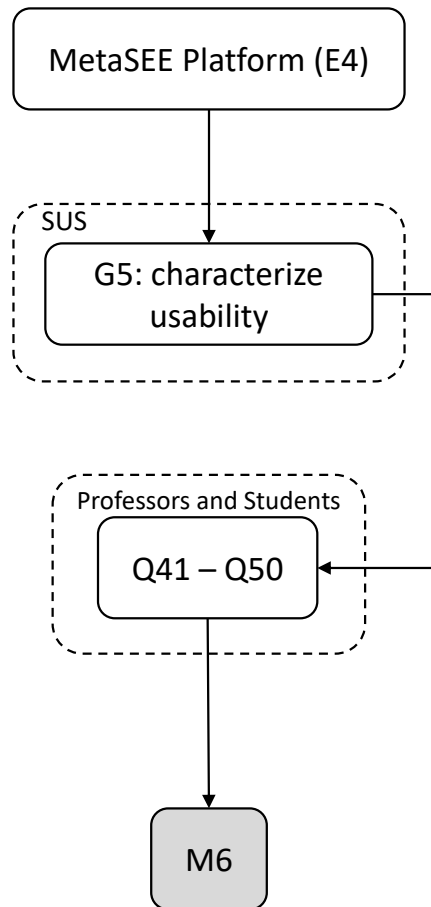 MetaSEE Platform (E4)
SUS
G5: characterize
usability
Professors and Students
Q41 – Q50
M6